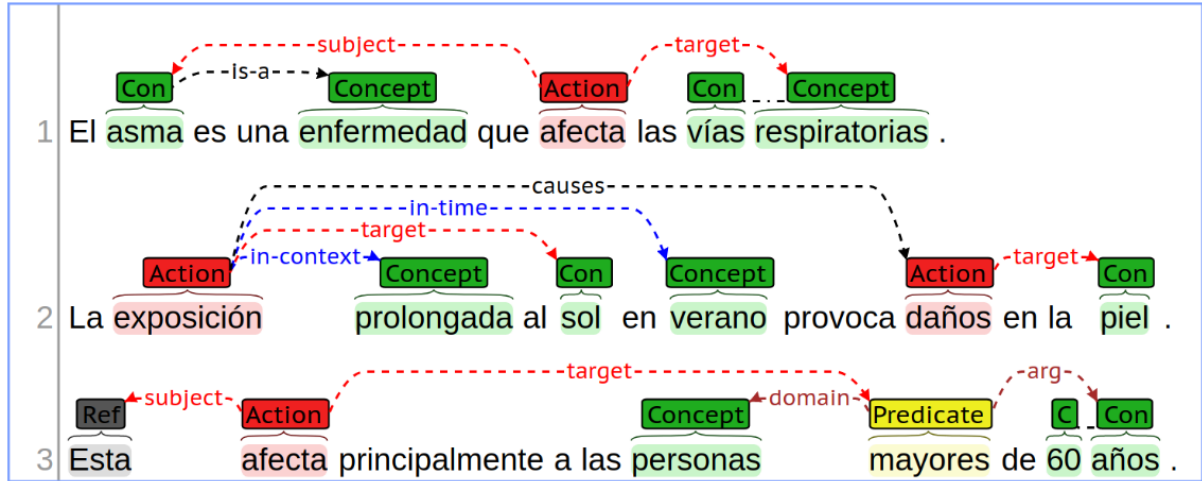 subject target
is-a
Con Concept Action Con Concept
1 El asma es una enfermedad que afecta las vías respiratorias .
causes
in-time
target
Action in-context Concept Con Concept Action target Con
2 La exposición prolongada al sol en verano provoca daños en la piel .
target arg
Ref subject Action Concept domain Predicate C Con
3 Esta afecta principalmente a las personas mayores de 60 años .